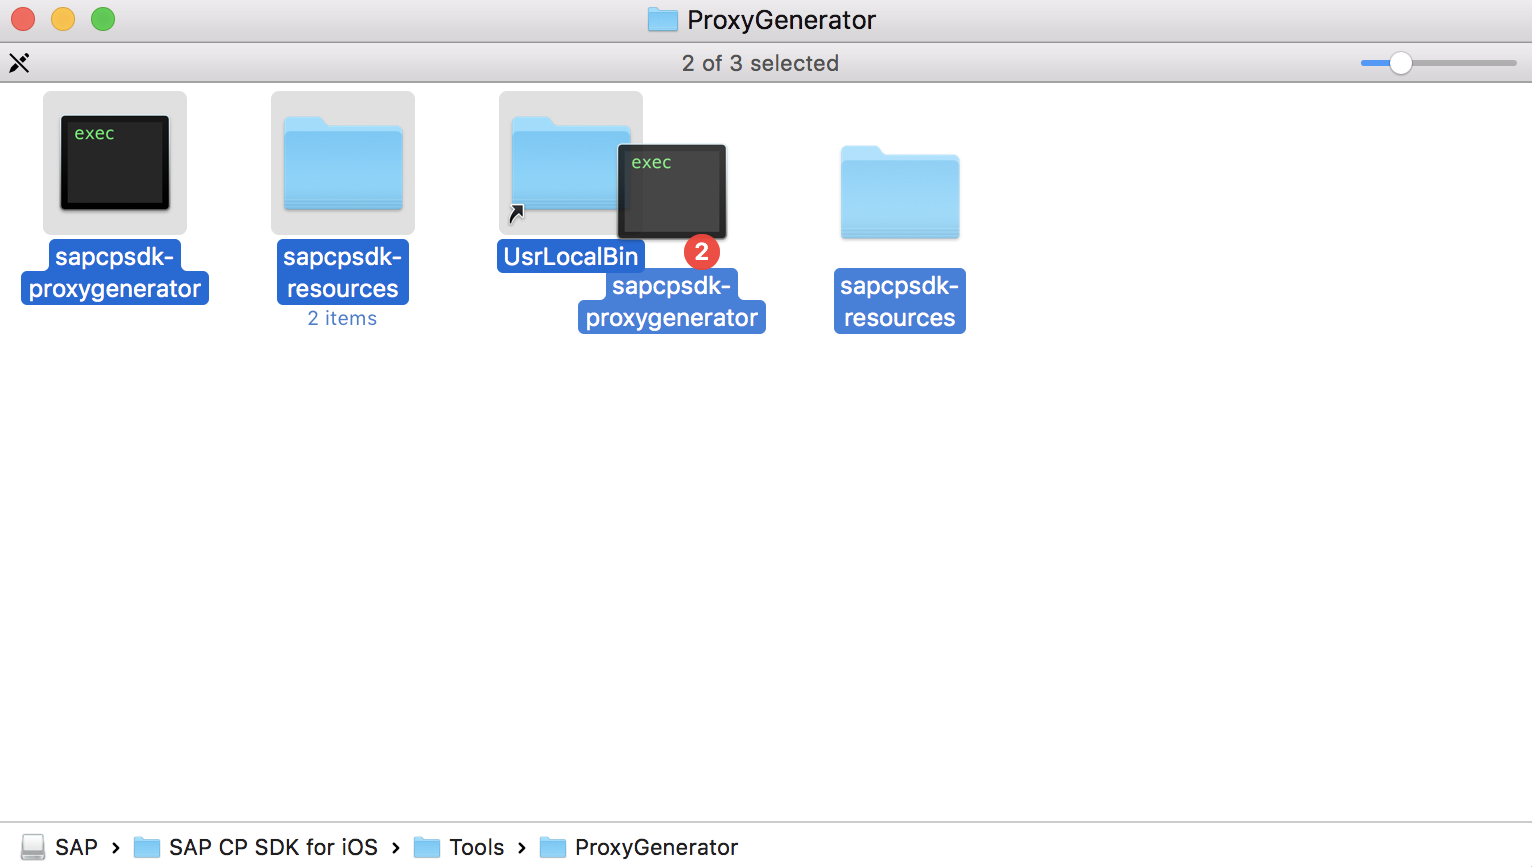 ProxyGenerator
2 of 3 selected
exec
exec
sapcpsdk-
proxygenerator
sapcpsdk-
resources
2 items
UsrLocalBin
2
sapcpsdk-
proxygenerator
sapcpsdk-
resources
SAP › SAP CP SDK for iOS › Tools › ProxyGenerator